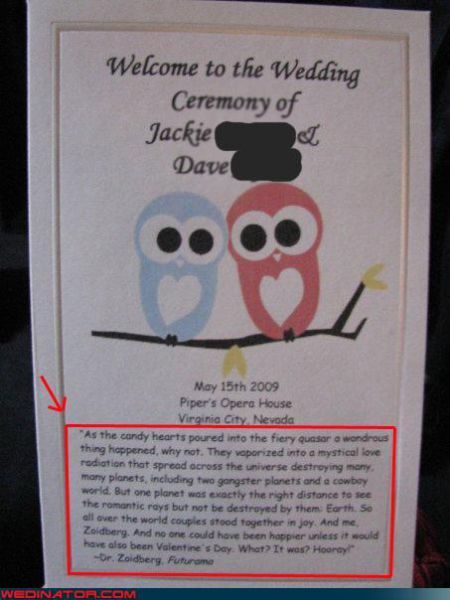 Welcome to the Wedding
Ceremony of
Jackie &
Dave
May 15th 2009
Piper's Opera House
Virginia City, Nevada
"As the candy hearts poured into the fiery quasar a wondrous
thing happened, why not. They vaporized into a mystical love
radiation that spread across the universe destroying many,
many planets, including two gangster planets and a cowboy
world. But one planet was exactly the right distance to see
the romantic rays but not be destroyed by them: Earth. So
all over the world couples stood together in joy. And me,
Zoidberg. And no one could have been happier unless it would
have also been Valentine's Day. What? It was? Hooray!"
~Dr. Zoidberg, Futurama
WEDINATOR.COM